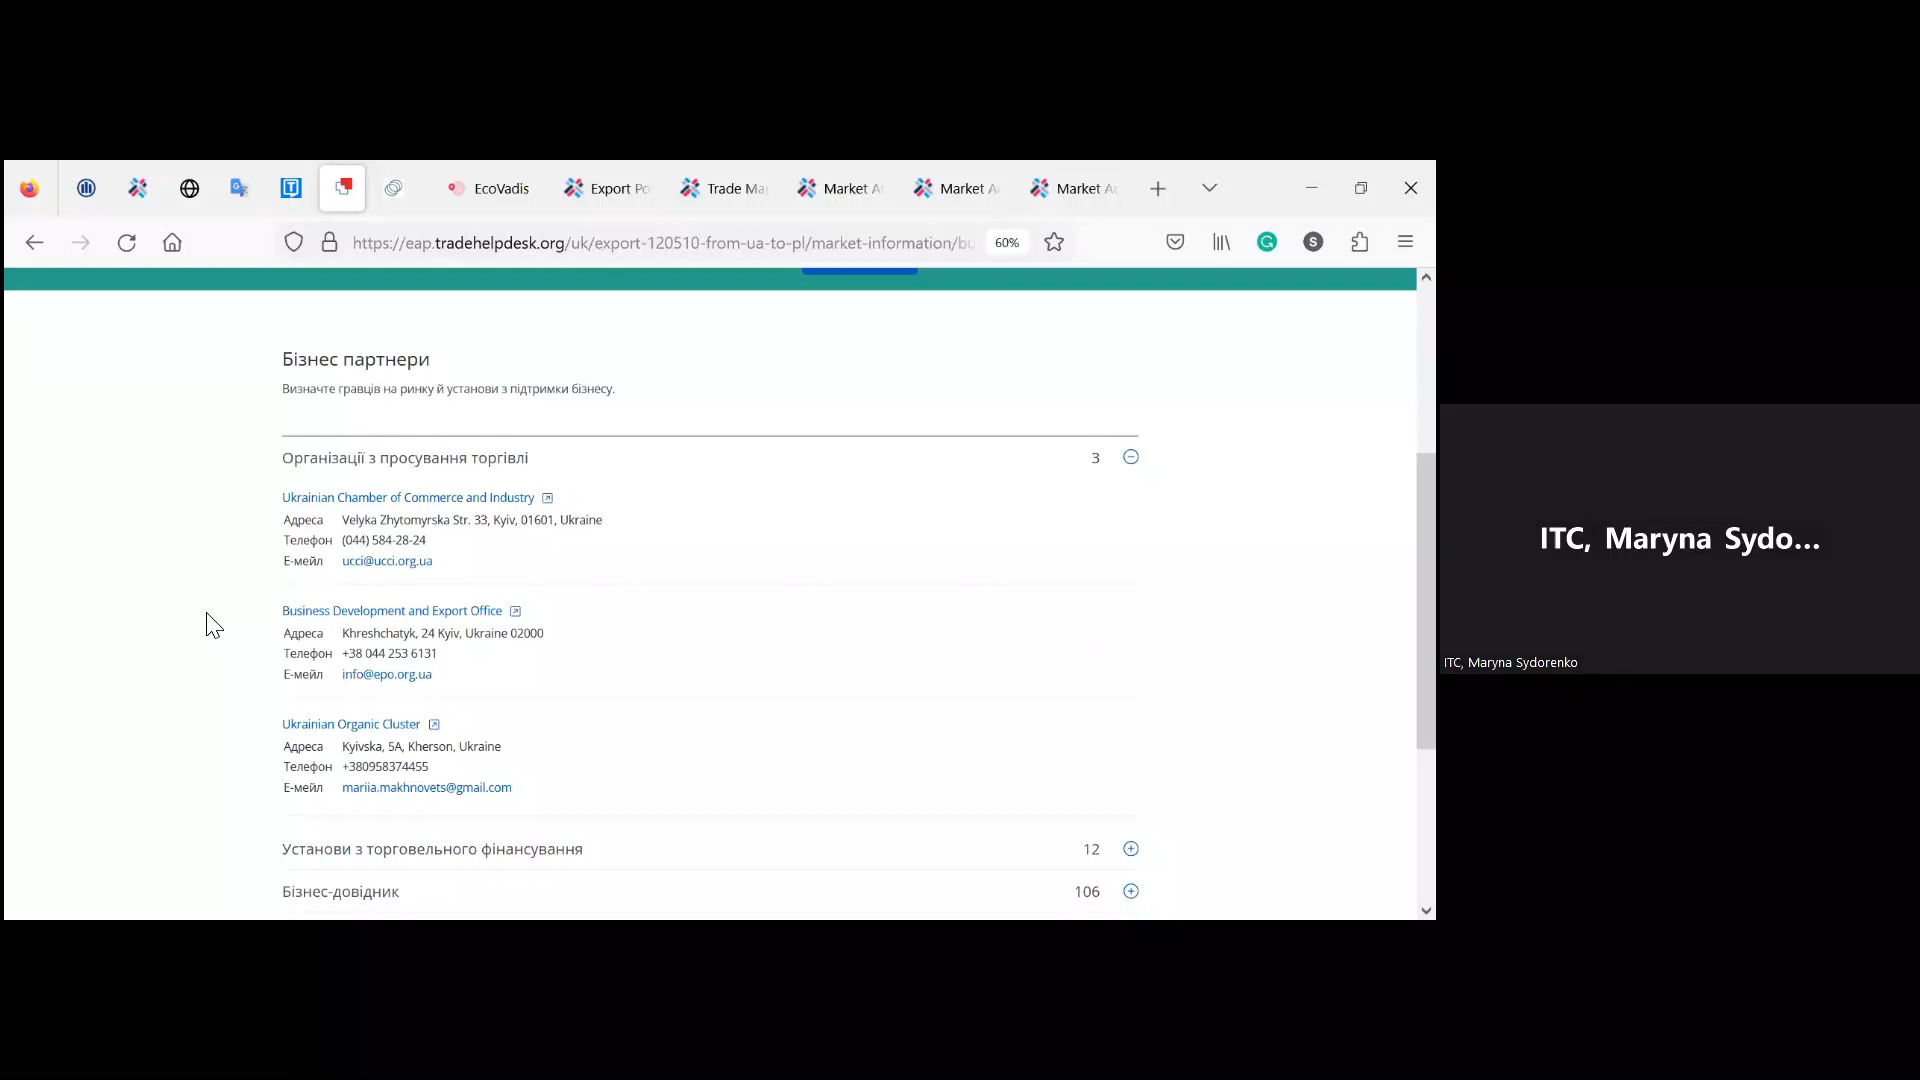 EcoVadis
Export Po
Trade Ma
Market A
Market A
Market A
https://eap.tradehelpdesk.org/uk/export-120510-from-ua-to-pl/market-information/bu
60%
S
Бізнес партнери
Визначте гравців на ринку й установи з підтримки бізнесу.
Організації з просування торгівлі 3
Ukrainian Chamber of Commerce and Industry
Адреса Velyka Zhytomyrska Str. 33, Kyiv, 01601, Ukraine
Телефон (044) 584-28-24
Е-мейл ucci@ucci.org.ua
Business Development and Export Office
Адреса Khreshchatyk, 24 Kyiv, Ukraine 02000
Телефон +38 044 253 6131
Е-мейл info@epo.org.ua
Ukrainian Organic Cluster
Адреса Kyivska, 5A, Kherson, Ukraine
Телефон +380958374455
Е-мейл mariia.makhnovets@gmail.com
Установи з торговельного фінансування 12
Бізнес-довідник 106
ITC, Maryna Sydo...
ITC, Maryna Sydorenko